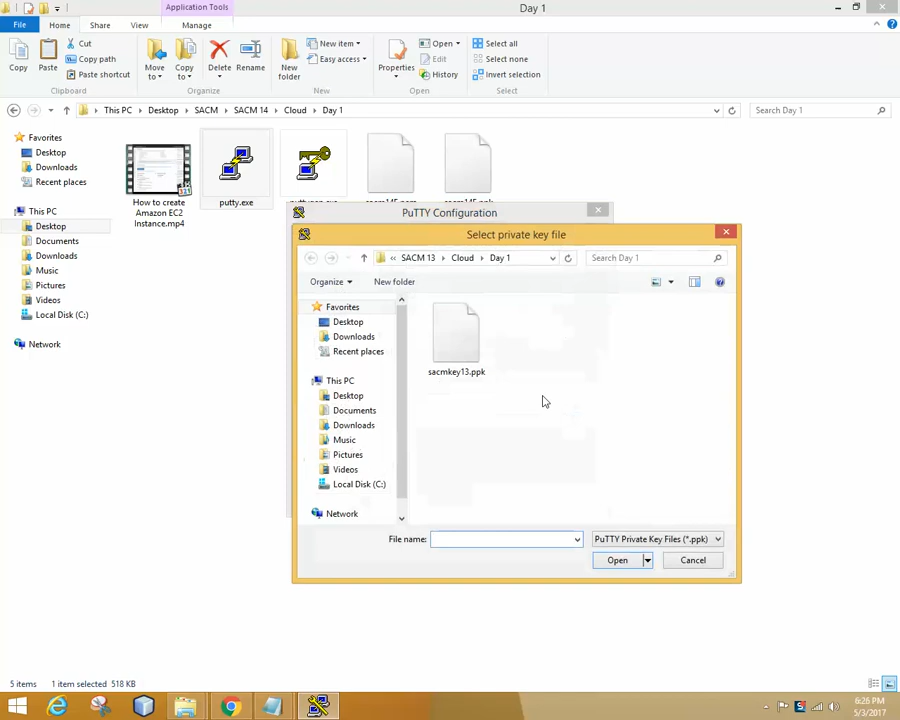 Application Tools
Day 1
File
Home
Share
View
Manage
Copy
Paste
Cut
Copy path
Paste shortcut
Clipboard
Move to
Copy to
Delete
Rename
Organize
New folder
New item
Easy access
New
Properties
Open
Edit
History
Open
Select all
Select none
Invert selection
Select
This PC
Desktop
SACM
SACM 14
Cloud
Day 1
Search Day 1
Favorites
Desktop
Downloads
Recent places
This PC
Desktop
Documents
Downloads
Music
Pictures
Videos
Local Disk (C:)
Network
How to create
Amazon EC2
Instance.mp4
putty.exe
PuTTY Configuration
Select private key file
« SACM 13
Cloud
Day 1
Search Day 1
Organize
New folder
Favorites
Desktop
Downloads
Recent places
This PC
Desktop
Documents
Downloads
Music
Pictures
Videos
Local Disk (C:)
Network
sacmkey13.ppk
File name:
PuTTY Private Key Files (*.ppk)
Open
Cancel
5 items
1 item selected 518 KB
6:26 PM
5/3/2017